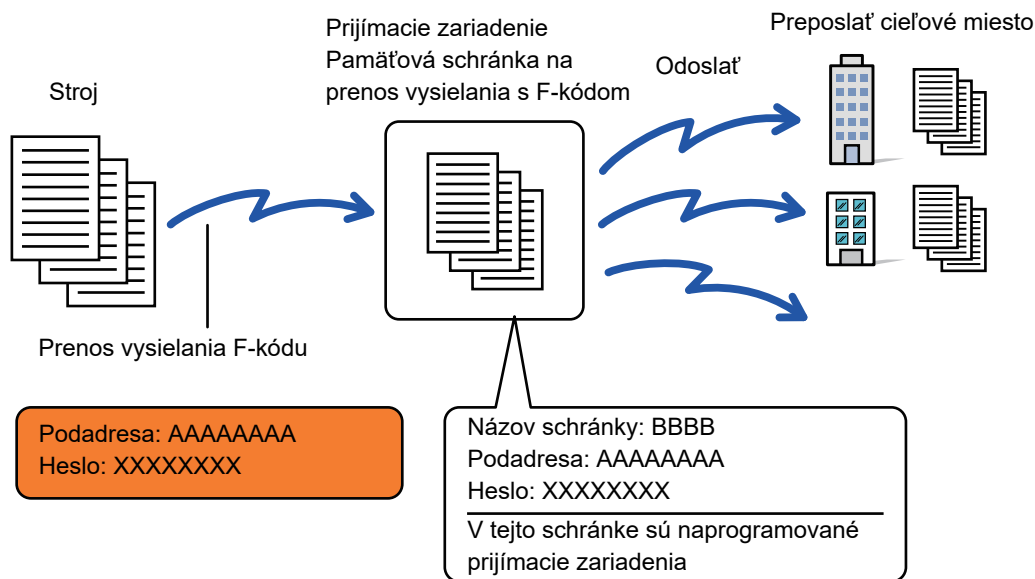 Stroj
Prijímacie zariadenie
Pamäťová schránka na
prenos vysielania s F-kódom
Odoslať
Preposlať cieľové miesto
Prenos vysielania F-kódu
Podadresa: AAAAAAAA
Heslo: XXXXXXXX
Názov schránky: BBBB
Podadresa: AAAAAAAA
Heslo: XXXXXXXX
V tejto schránke sú naprogramované
prijímacie zariadenia